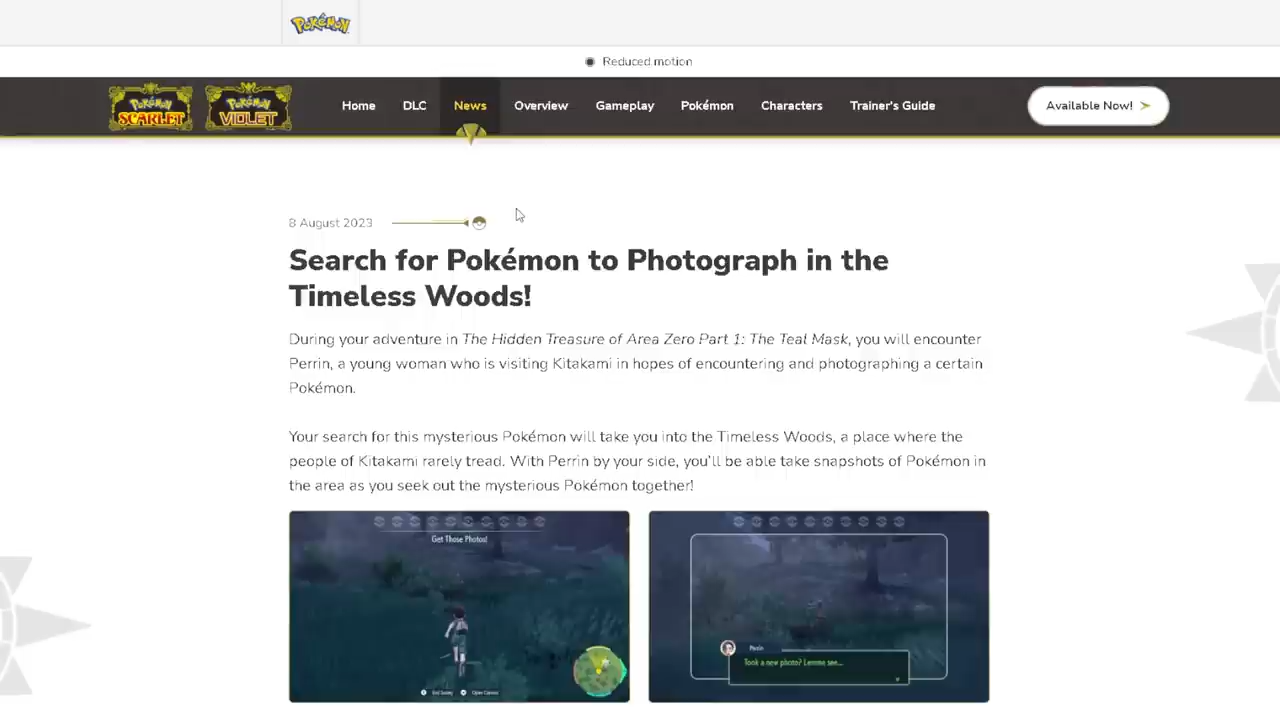 POKÉMON
Reduced motion
POKÉMON SCARLET
POKÉMON VIOLET
Home DLC News Overview Gameplay Pokémon Characters Trainer's Guide Available Now!
8 August 2023
Search for Pokémon to Photograph in the
Timeless Woods!
During your adventure in The Hidden Treasure of Area Zero Part 1: The Teal Mask, you will encounter
Perrin, a young woman who is visiting Kitakami in hopes of encountering and photographing a certain
Pokémon.
Your search for this mysterious Pokémon will take you into the Timeless Woods, a place where the
people of Kitakami rarely tread. With Perrin by your side, you'll be able take snapshots of Pokémon in
the area as you seek out the mysterious Pokémon together!
Get Those Photos!
End Survey Open Camera
Perrin
Took a new photo? Lemme see...